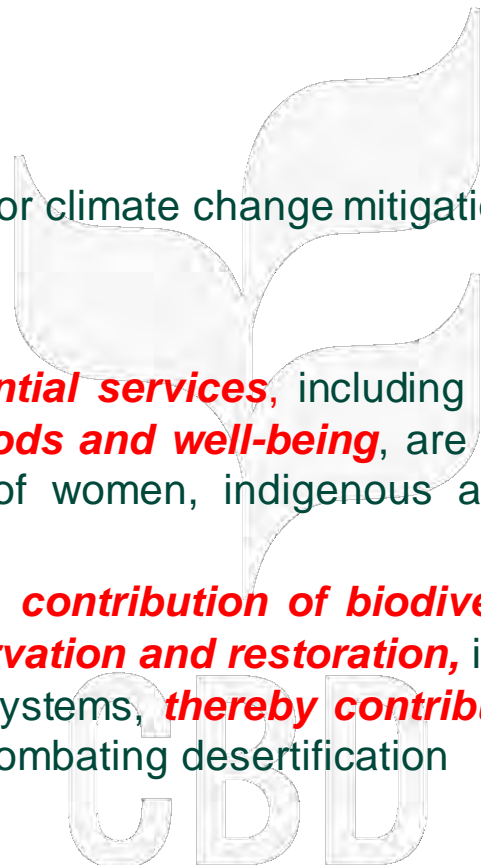 or climate change mitigatio
ntial services, including
ods and well-being, are
of women, indigenous a
contribution of biodive
rvation and restoration, i
ystems, thereby contribu
ombating desertification
CBD